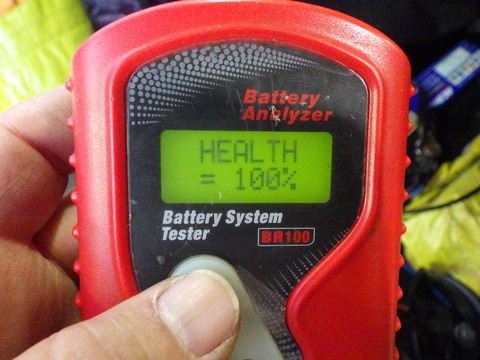 Battery
Analyzer
HEALTH
= 100%
Battery System
Tester
BR100